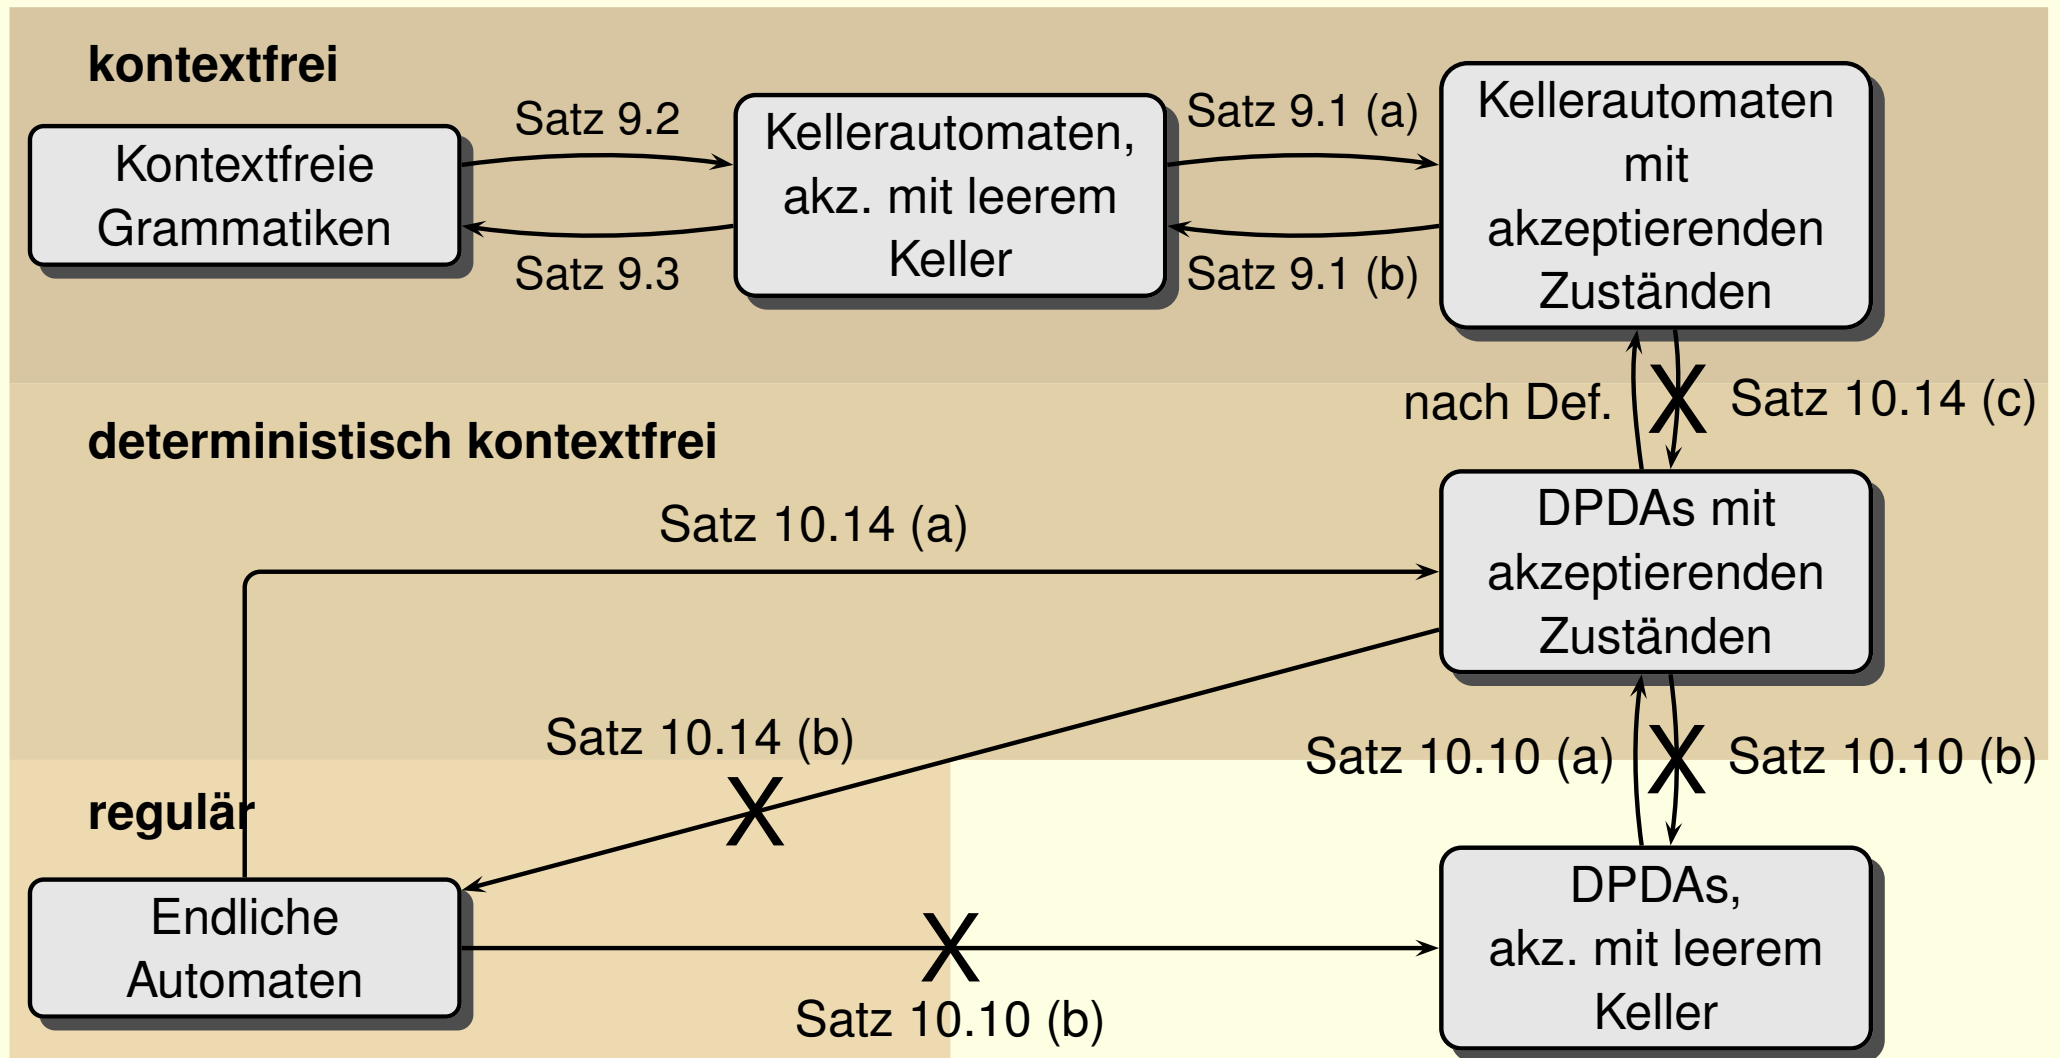 kontextfrei
Kontextfreie
Grammatiken
Satz 9.2
Satz 9.3
Kellerautomaten,
akz. mit leerem
Keller
Satz 9.1 (a)
Satz 9.1 (b)
Kellerautomaten
mit
akzeptierenden
Zuständen
nach Def.
X
Satz 10.14 (c)
deterministisch kontextfrei
Satz 10.14 (a)
DPDAs mit
akzeptierenden
Zuständen
Satz 10.14 (b)
X
Satz 10.10 (a)
X
Satz 10.10 (b)
regulär
Endliche
Automaten
X
Satz 10.10 (b)
DPDAs,
akz. mit leerem
Keller